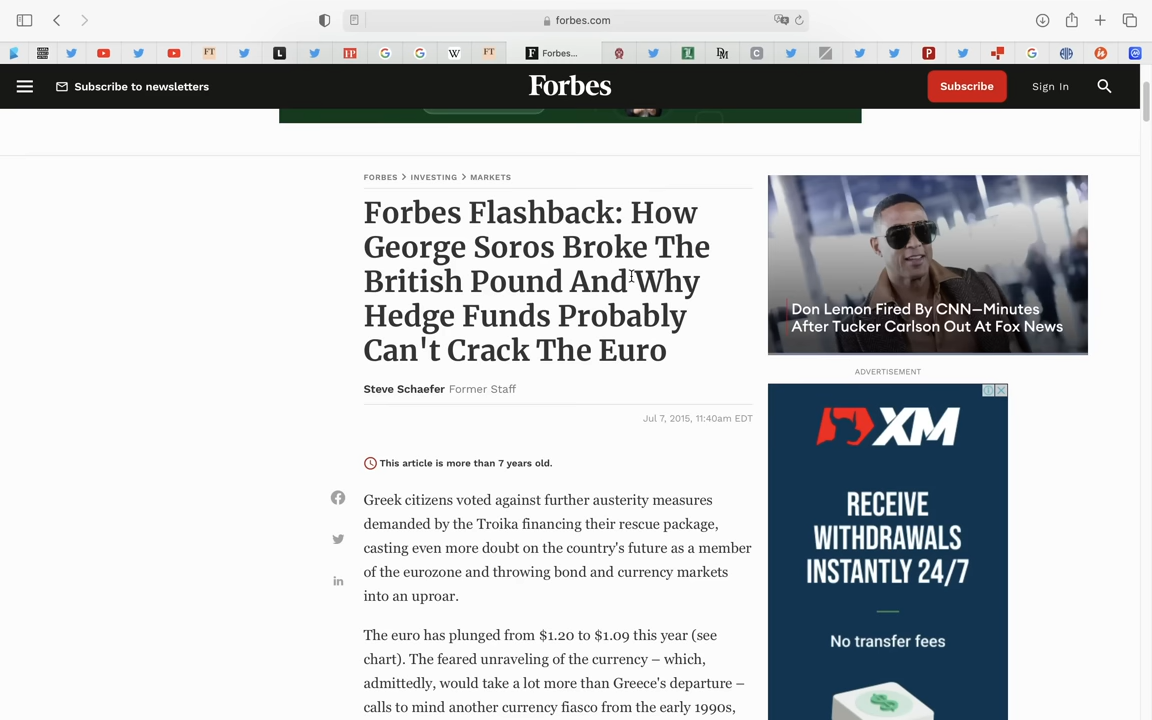 forbes.com
FT
L
TP
G
G
W
FT
F Forbes...
DM
C
P
G
Subscribe to newsletters
Forbes
Subscribe
Sign In
FORBES > INVESTING > MARKETS
Forbes Flashback: How
George Soros Broke The
British Pound And Why
Hedge Funds Probably
Can't Crack The Euro
Steve Schaefer Former Staff
Jul 7, 2015, 11:40am EDT
This article is more than 7 years old.
Greek citizens voted against further austerity measures
demanded by the Troika financing their rescue package,
casting even more doubt on the country's future as a member
of the eurozone and throwing bond and currency markets
into an uproar.
The euro has plunged from $1.20 to $1.09 this year (see
chart). The feared unraveling of the currency – which,
admittedly, would take a lot more than Greece's departure –
calls to mind another currency fiasco from the early 1990s,
Don Lemon Fired By CNN—Minutes
After Tucker Carlson Out At Fox News
ADVERTISEMENT
XM
RECEIVE
WITHDRAWALS
INSTANTLY 24/7
No transfer fees